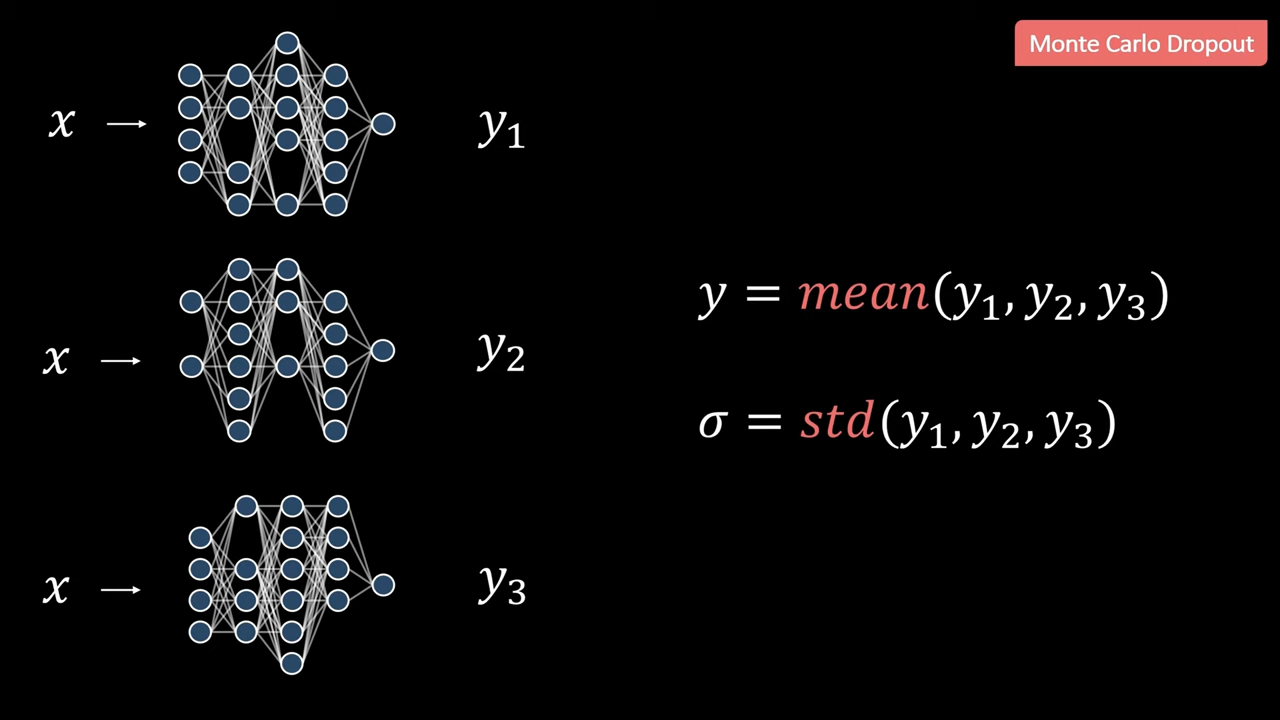 Monte Carlo Dropout
x → y₁
y = mean(y₁, y₂, y₃)
x → y₂
σ = std(y₁, y₂, y₃)
x → y₃